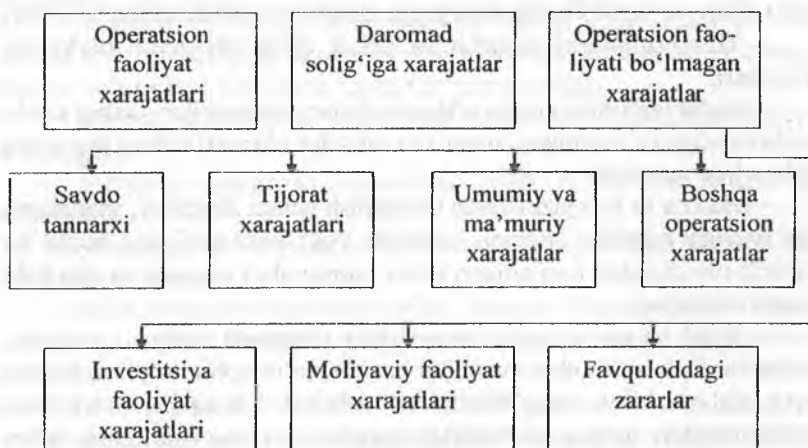 Operatsion
faoliyat
xarajatlari
Daromad
solig‘iga xarajatlar
Operatsion fao-
liyati bo‘lmagan
xarajatlar
Savdo
tannarxi
Tijorat
xarajatlari
Umumiy va
ma’muriy
xarajatlar
Boshqa
operatsion
xarajatlar
Investitsiya
faoliyat
xarajatlari
Moliyaviy faoliyat
xarajatlari
Favquloddagi
zararlar